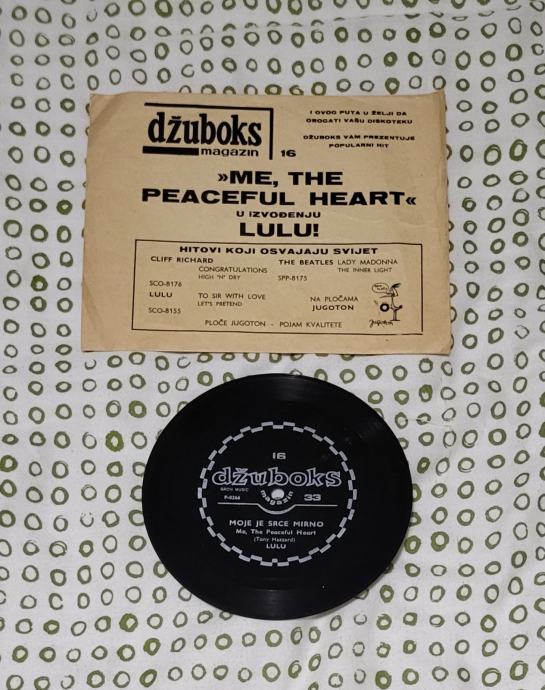 džuboks
magazin 16
I OVOG PUTA U ŽELJI DA
OBOGATI VAŠU DISKOTEKU
DŽUBOKS VAM PREZENTUJE
POPULARNI HIT
»ME, THE
PEACEFUL HEART«
U IZVOĐENJU
LULU!
HITOVI KOJI OSVAJAJU SVIJET
CLIFF RICHARD
CONGRATULATIONS
HIGH "N" DRY
SCO-8176
LULU TO SIR WITH LOVE
LET'S PRETEND
SCO-8155
THE BEATLES LADY MADONNA
THE INNER LIGHT
SPP-8175
NA PLOČAMA
JUGOTON
Jugoton
PLOČE JUGOTON - POJAM KVALITETE
16
džuboks
magazin
P-0266 33
MOJE JE SRCE MIRNO
Me, The Peaceful Heart
(Tony Hazzard)
LULU